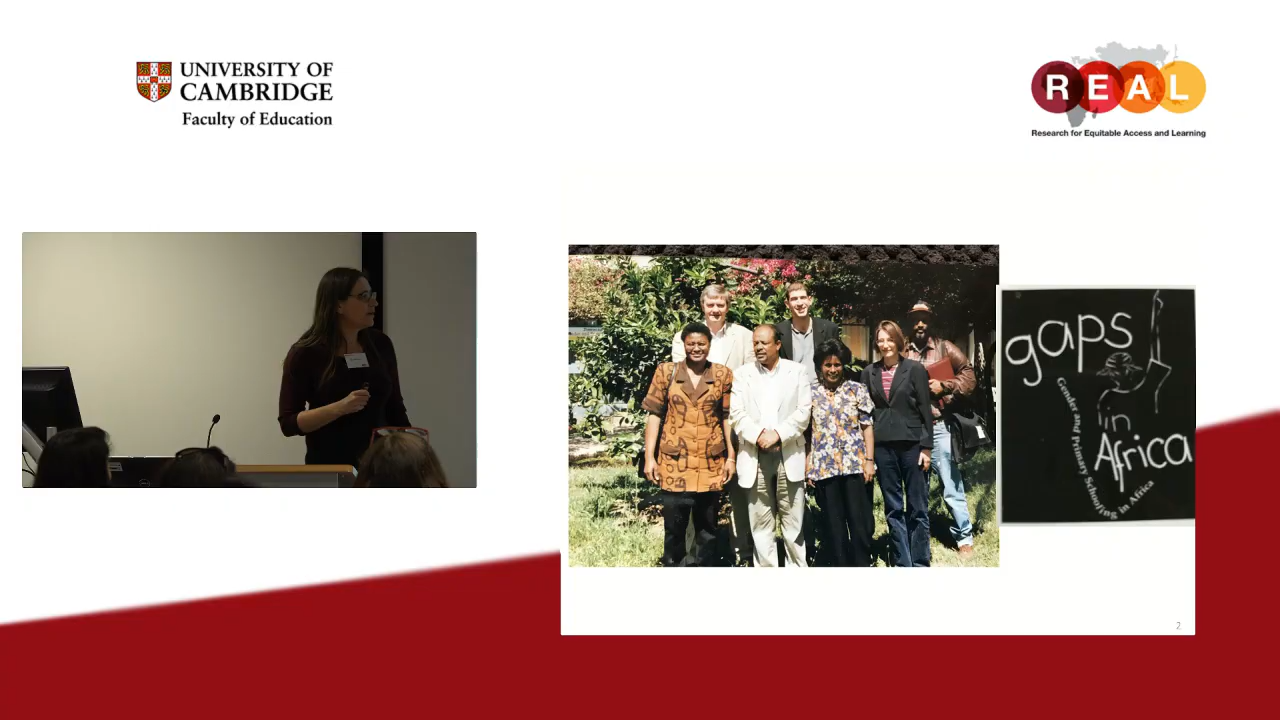 UNIVERSITY OF
CAMBRIDGE
Faculty of Education
REAL
Research for Equitable Access and Learning
gaps
in
Africa
Gender and Primary Schooling in Africa
2